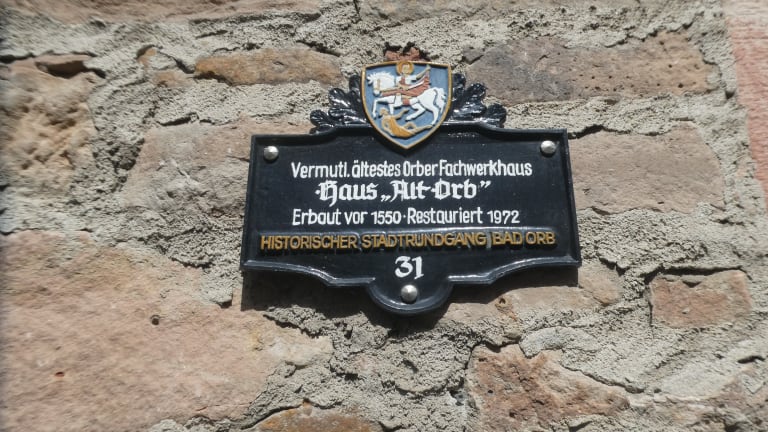 Vermutl. ältestes Orber Fachwerkhaus
·Haus „Alt-Orb”
Erbaut vor 1550·Restauriert 1972
HISTORISCHER STADTRUNDGANG BAD ORB
31